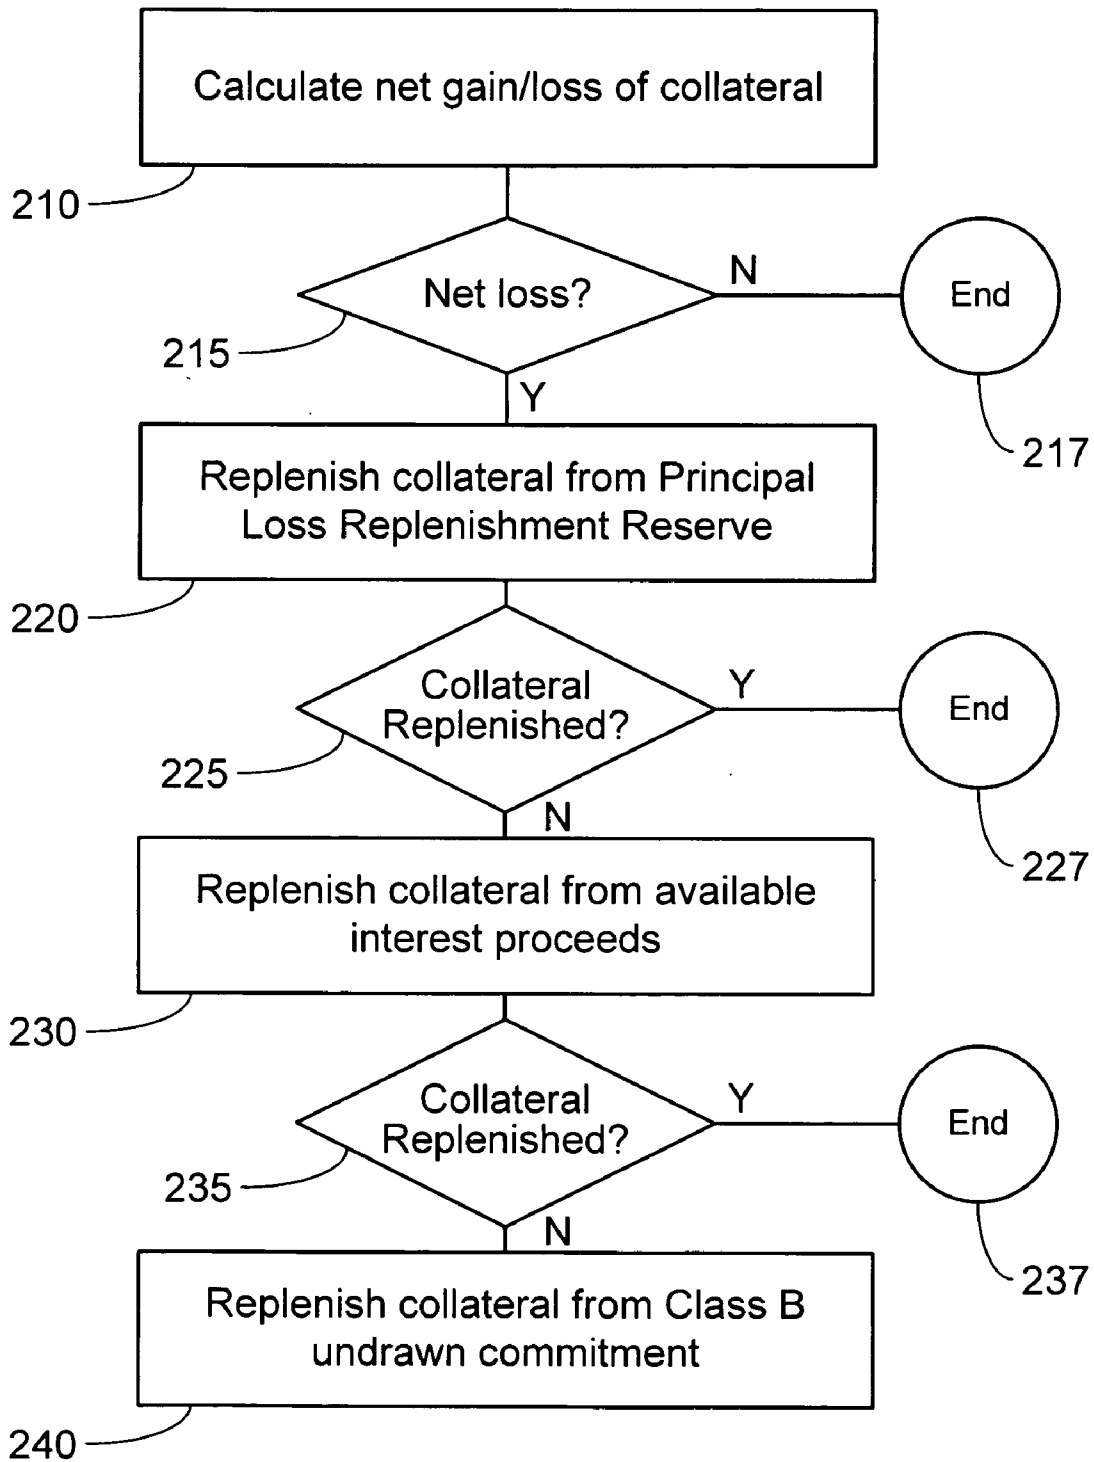 Calculate net gain/loss of collateral
210
Net loss?
N
End
215
Y
217
Replenish collateral from Principal
Loss Replenishment Reserve
220
Collateral
Replenished?
Y
End
225
N
227
Replenish collateral from available
interest proceeds
230
Collateral
Replenished?
Y
End
235
N
237
Replenish collateral from Class B
undrawn commitment
240